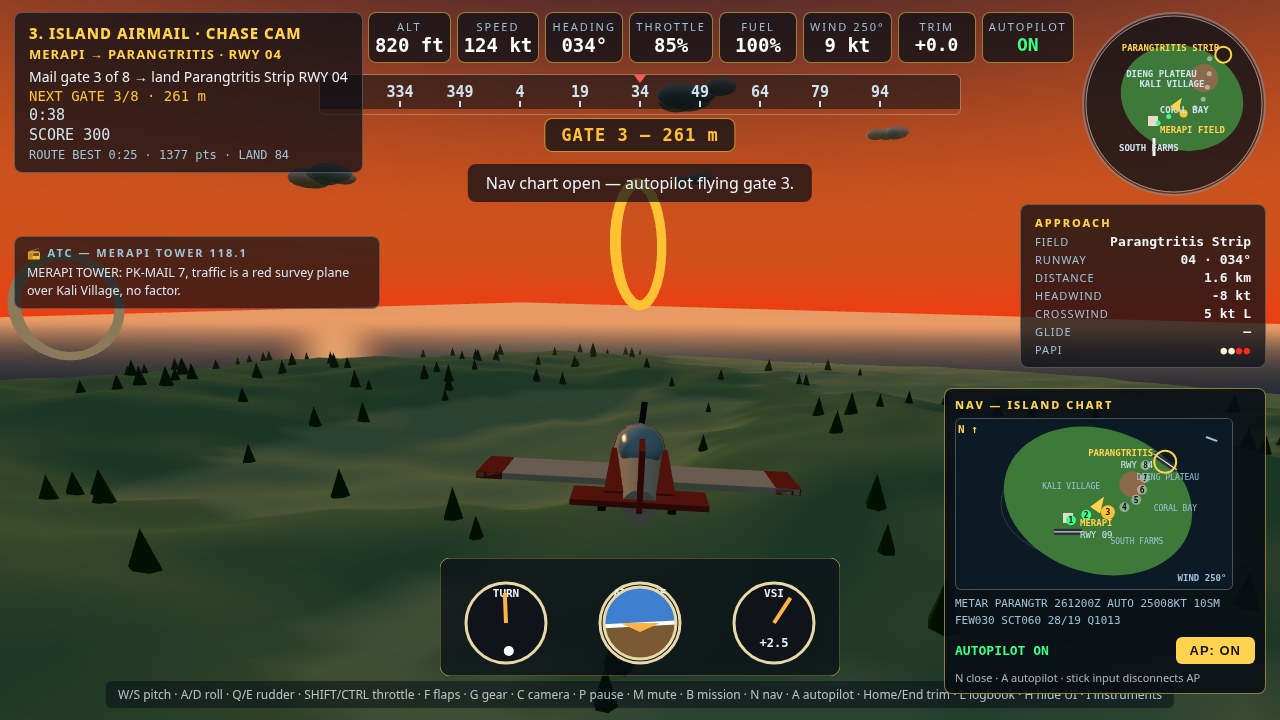 3. ISLAND AIRMAIL · CHASE CAM
MERAPI → PARANGTRITIS · RWY 04
Mail gate 3 of 8 → land Parangtritis Strip RWY 04
NEXT GATE 3/8 · 261 m
0:38
SCORE 300
ROUTE BEST 0:25 · 1377 pts · LAND 84
ALT
820 ft
SPEED
124 kt
HEADING
034°
THROTTLE
85%
FUEL
100%
WIND 250°
9 kt
TRIM
+0.0
AUTOPILOT
ON
334 349 4 19 34 49 64 79 94
GATE 3 — 261 m
Nav chart open — autopilot flying gate 3.
PARANGTRITIS STRIP
DIENG PLATEAU
KALI VILLAGE
CORAL BAY
MERAPI FIELD
SOUTH FARMS
ATC — MERAPI TOWER 118.1
MERAPI TOWER: PK-MAIL 7, traffic is a red survey plane
over Kali Village, no factor.
APPROACH
FIELD Parangtritis Strip
RUNWAY 04 · 034°
DISTANCE 1.6 km
HEADWIND -8 kt
CROSSWIND 5 kt L
GLIDE —
PAPI
NAV — ISLAND CHART
N ↑
PARANGTRITIS
RWY 04
DIENG PLATEAU
KALI VILLAGE
CORAL BAY
MERAPI
RWY 09
SOUTH FARMS
1 2 3 4 5 6 7 8
WIND 250°
METAR PARANGTR 261200Z AUTO 25008KT 10SM
FEW030 SCT060 28/19 Q1013
AUTOPILOT ON
AP: ON
N close · A autopilot · stick input disconnects AP
TURN
VSI
+2.5
W/S pitch · A/D roll · Q/E rudder · SHIFT/CTRL throttle · F flaps · G gear · C camera · P pause · M mute · B mission · N nav · A autopilot · Home/End trim · L logbook · H hide UI · I instruments